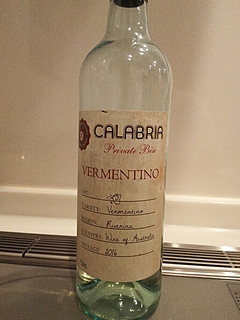 CALABRIA
Private Bin
VERMENTINO
VARIETY: Vermentino
REGION: Riverina
COUNTRY: Wine of Australia
VINTAGE: 2016